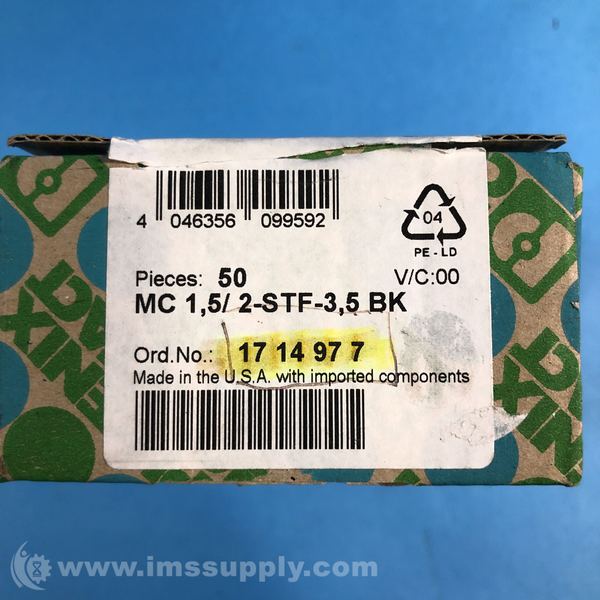 4 046356 099592
04
PE - LD
Pieces: 50
V/C:00
MC 1,5/ 2-STF-3,5 BK
Ord.No.: 17 14 97 7
Made in the U.S.A. with imported components
www.imssupply.com